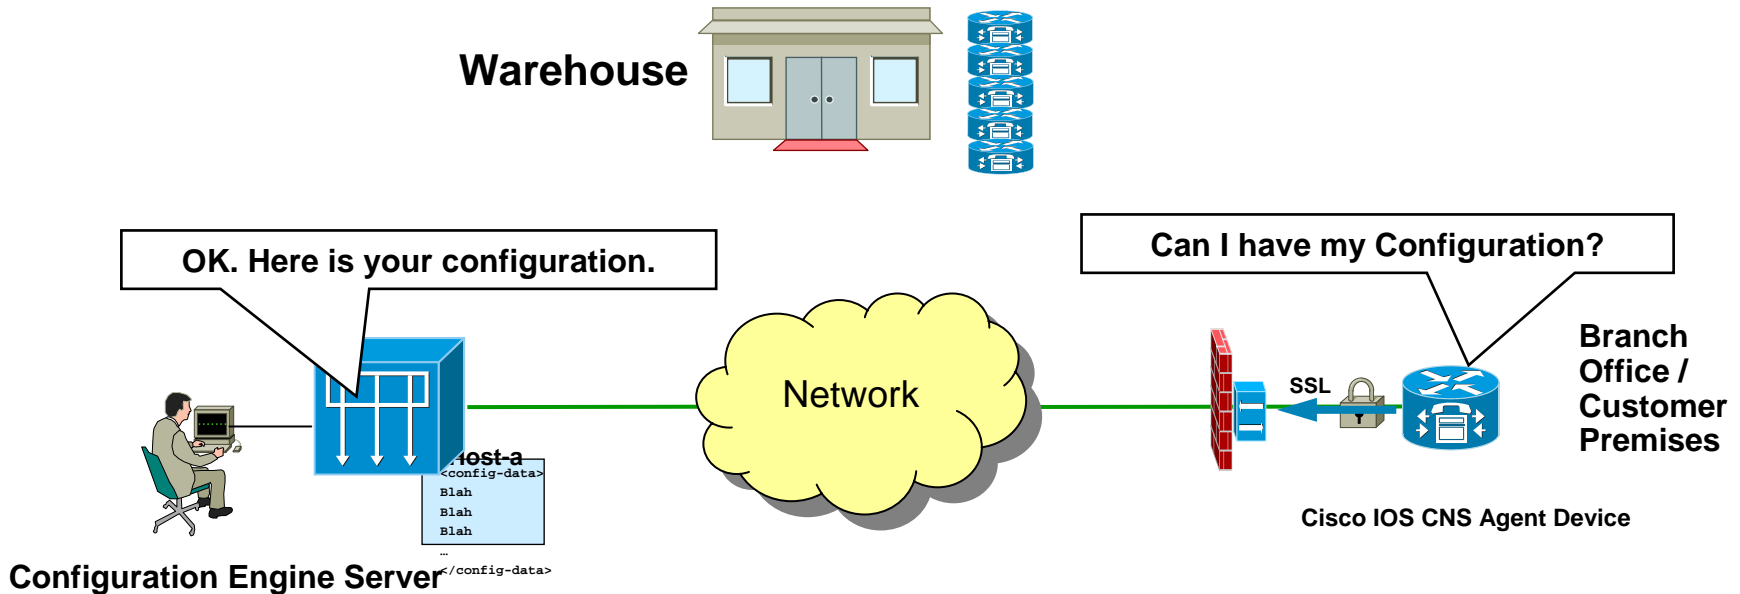 Warehouse
OK. Here is your configuration.
Can I have my Configuration?
Network
SSL
Branch
Office /
Customer
Premises
Cisco IOS CNS Agent Device
Host-a
<config-data>
Blah
Blah
Blah
…
</config-data>
Configuration Engine Server